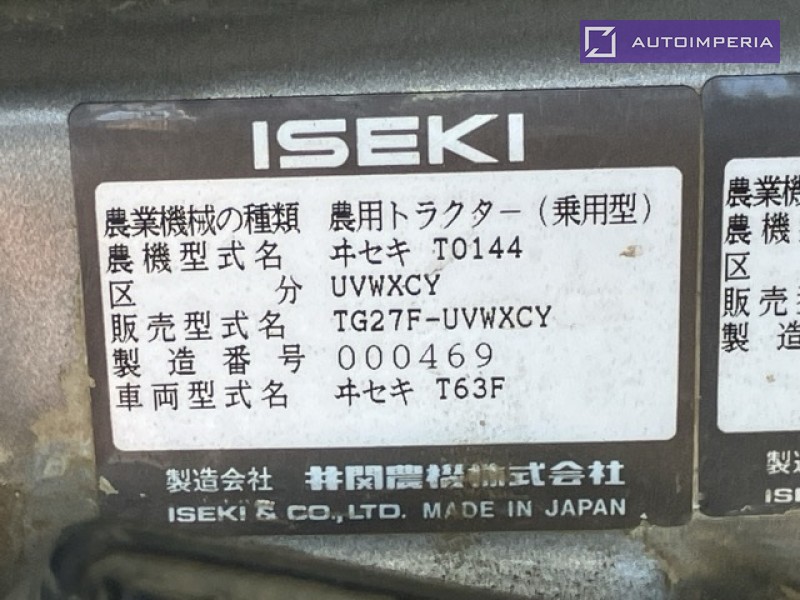 AUTOIMPERIA
ISEKI
農業機械の種類 農用トラクター(乗用型)
農機型式名 ヰセキ T0144
区分 UVWXCY
販売型式名 TG27F-UVWXCY
製造番号 000469
車両型式名 ヰセキ T63F
製造会社 井関農機株式会社
ISEKI & CO.,LTD. MADE IN JAPAN
農業機
農機
区
販売型
製造
製造
ISE